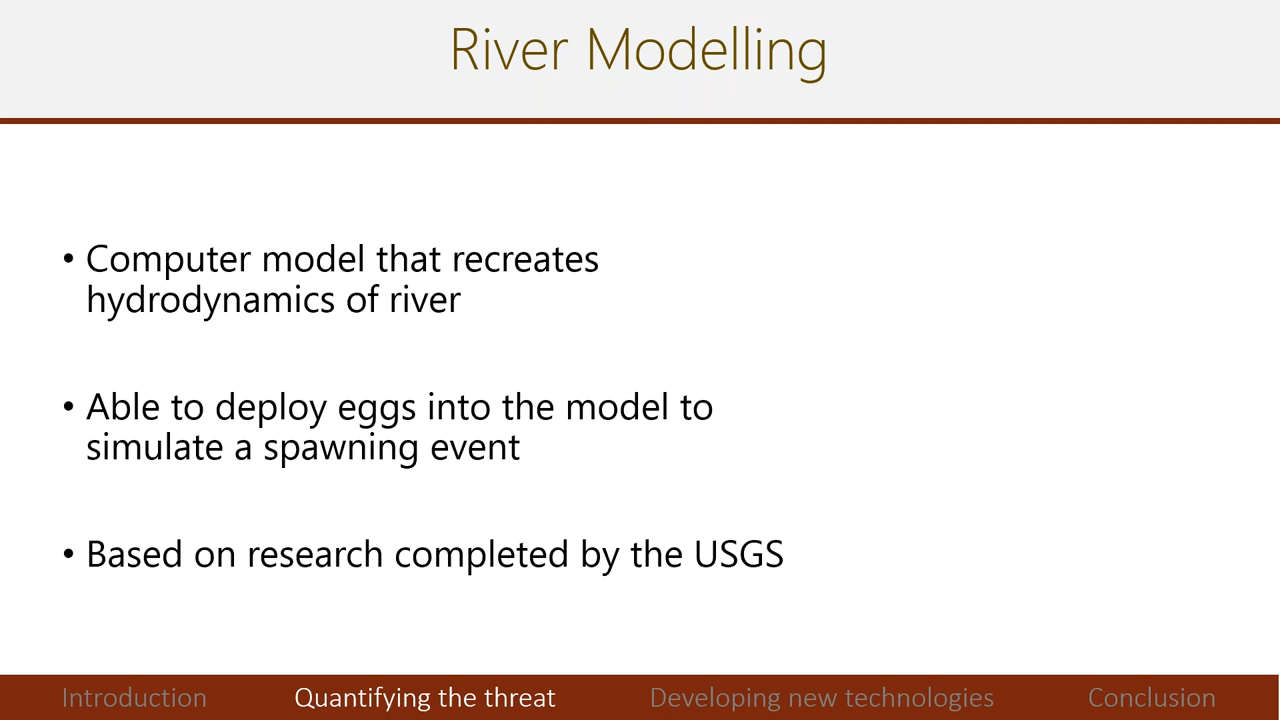 River Modelling
• Computer model that recreates
hydrodynamics of river
• Able to deploy eggs into the model to
simulate a spawning event
• Based on research completed by the USGS
Introduction Quantifying the threat Developing new technologies Conclusion